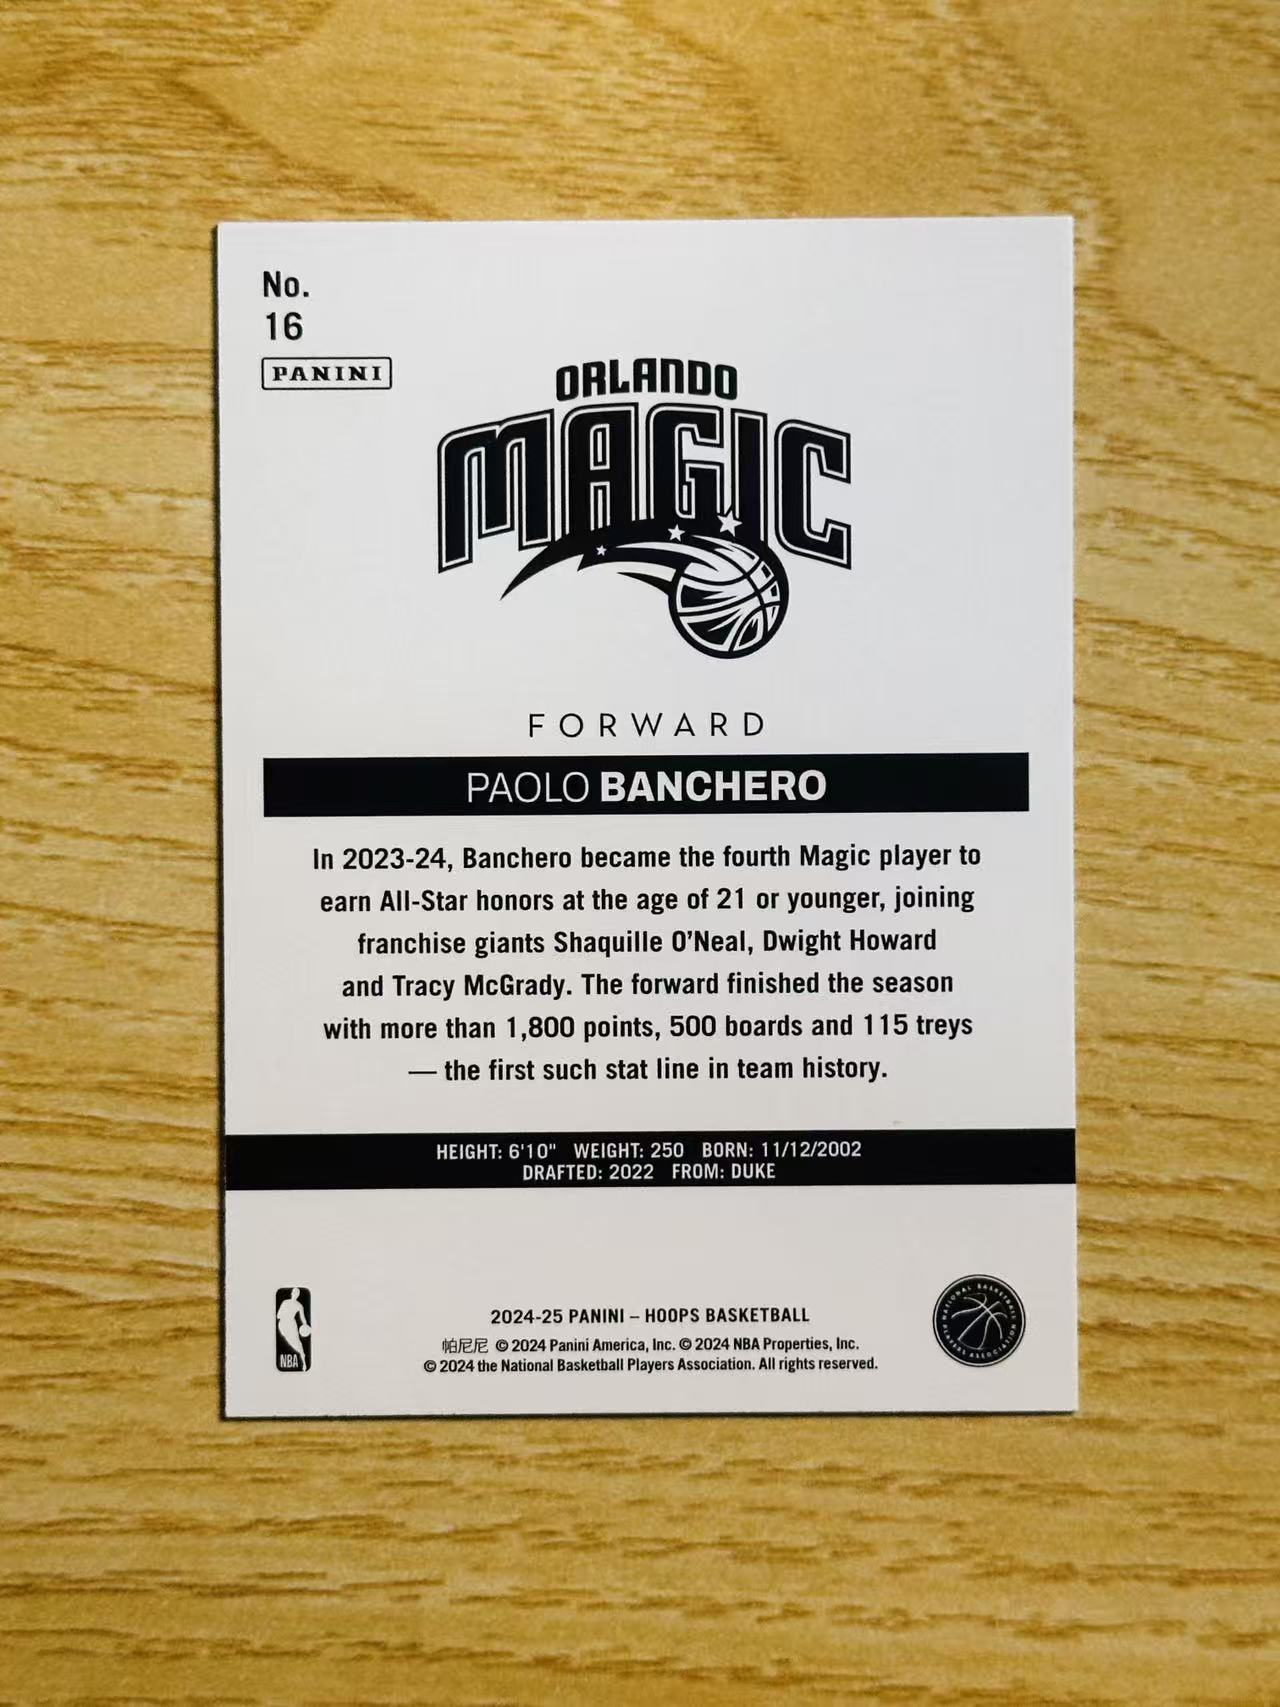 No.
16
PANINI
ORLANDO
MAGIC
FORWARD
PAOLO BANCHERO
In 2023-24, Banchero became the fourth Magic player to
earn All-Star honors at the age of 21 or younger, joining
franchise giants Shaquille O'Neal, Dwight Howard
and Tracy McGrady. The forward finished the season
with more than 1,800 points, 500 boards and 115 treys
— the first such stat line in team history.
HEIGHT: 6'10" WEIGHT: 250 BORN: 11/12/2002
DRAFTED: 2022 FROM: DUKE
NBA
2024-25 PANINI – HOOPS BASKETBALL
帕尼尼 © 2024 Panini America, Inc. © 2024 NBA Properties, Inc.
© 2024 the National Basketball Players Association. All rights reserved.
NATIONAL BASKETBALL PLAYERS ASSOCIATION